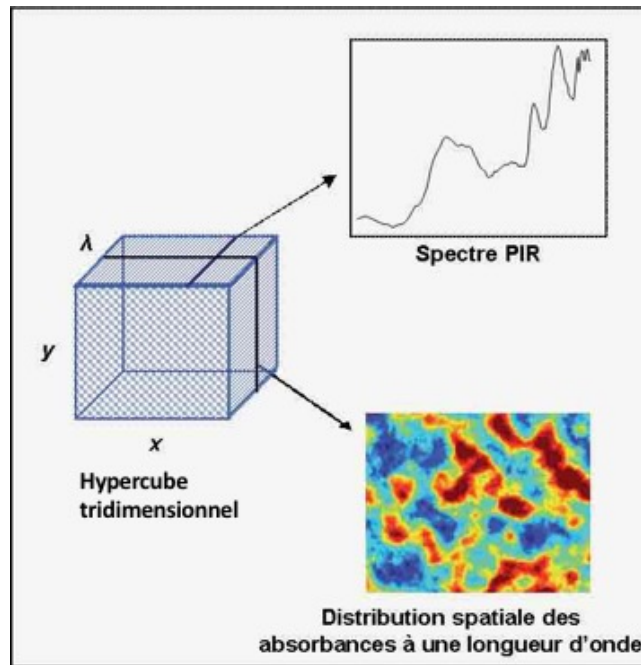 Spectre PIR
λ
y
x
Hypercube
tridimensionnel
Distribution spatiale des
absorbances à une longueur d'onde